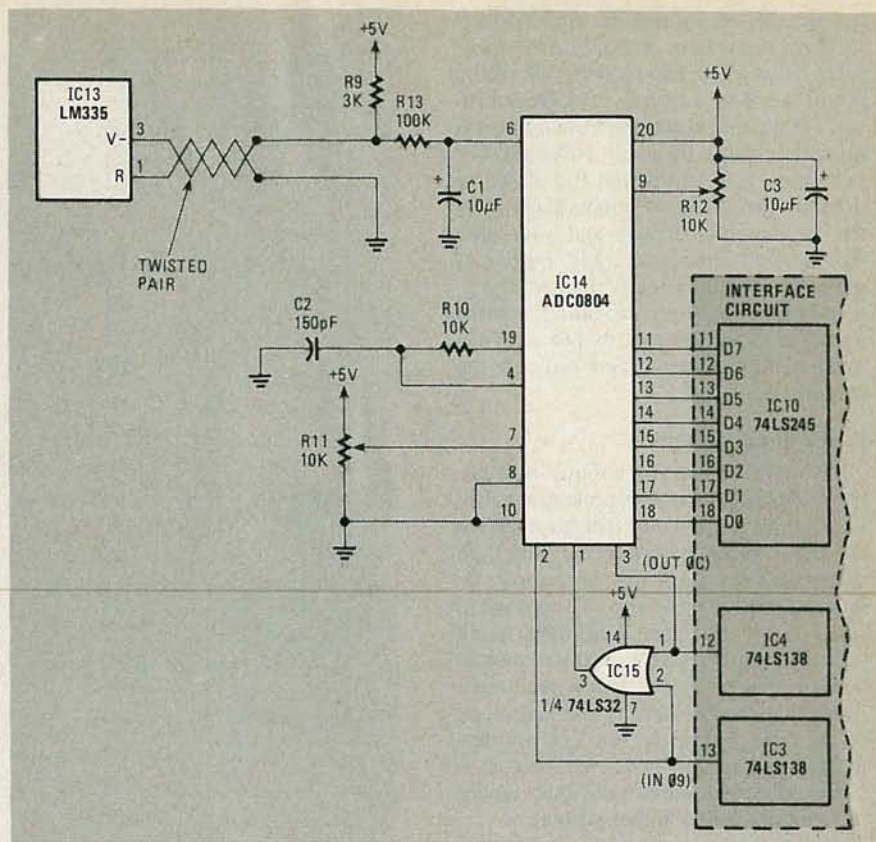 +5V
R9
3K
IC13
LM335
V-
3
R
1
TWISTED
PAIR
R13
100K
C1
10µF
+
6
20
+5V
9
R12
10K
C3
10µF
+
IC14
ADC0804
C2
150pF
R10
10K
19
4
+5V
R11
10K
7
8
10
INTERFACE
CIRCUIT
11 11 D7
12 12 D6
13 13 D5
14 14 D4
15 15 D3
16 16 D2
17 17 D1
18 18 DØ
IC10
74LS245
2 1 3
(OUT ØC)
+5V
14
1
2
3
IC15
7
1/4 74LS32
12
IC4
74LS138
13
IC3
74LS138
(IN Ø9)